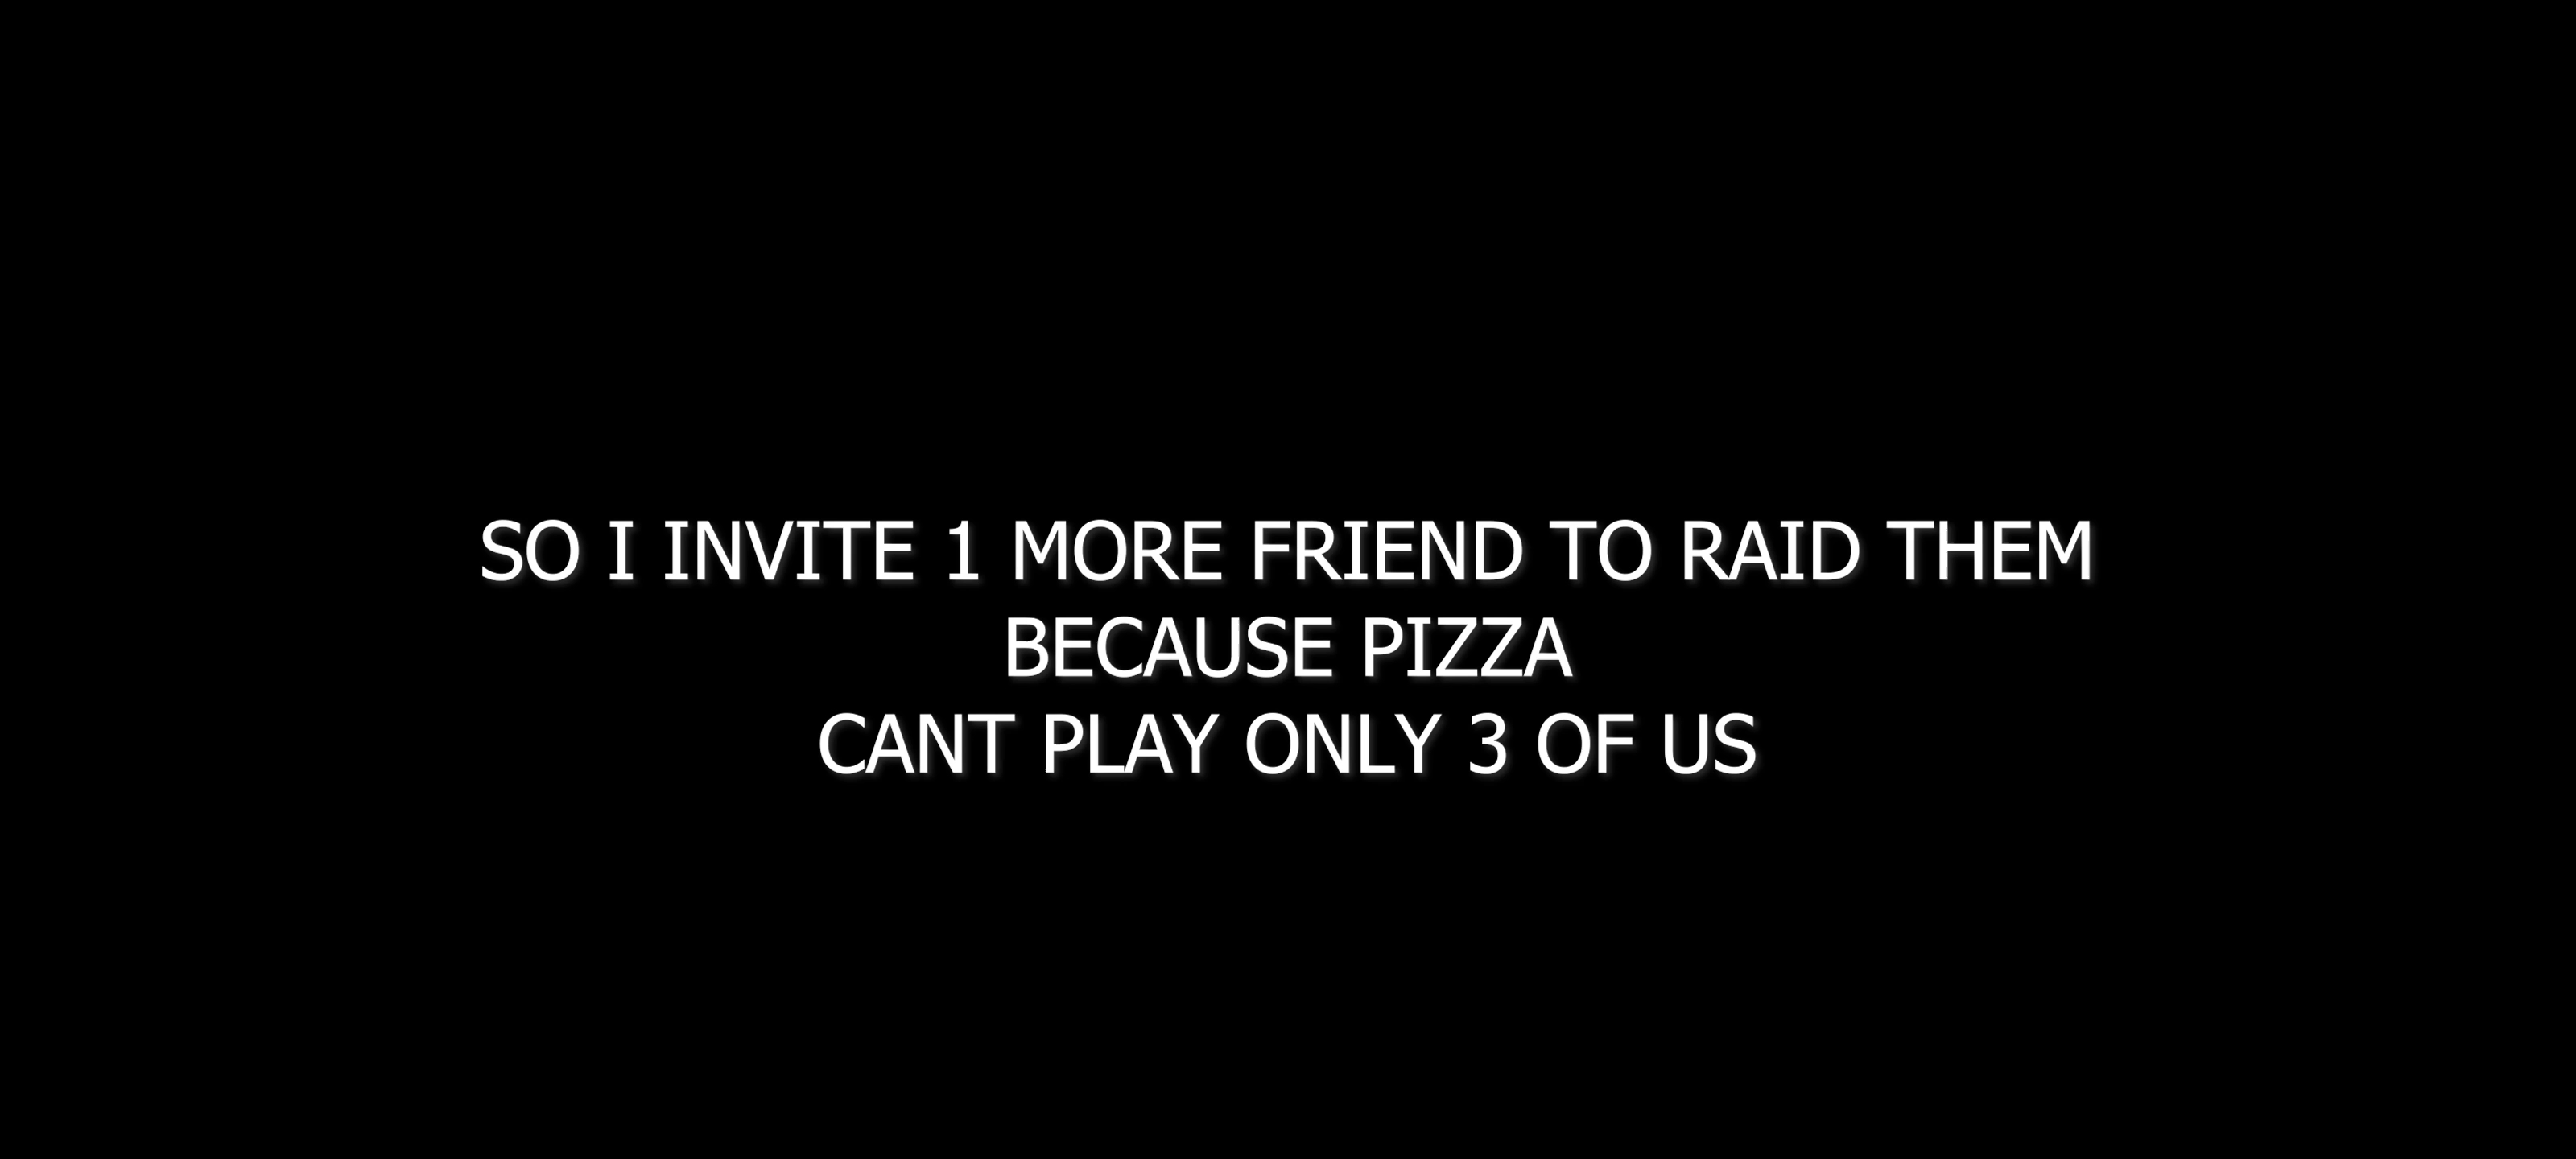 SO I INVITE 1 MORE FRIEND TO RAID THEM
BECAUSE PIZZA
CANT PLAY ONLY 3 OF US